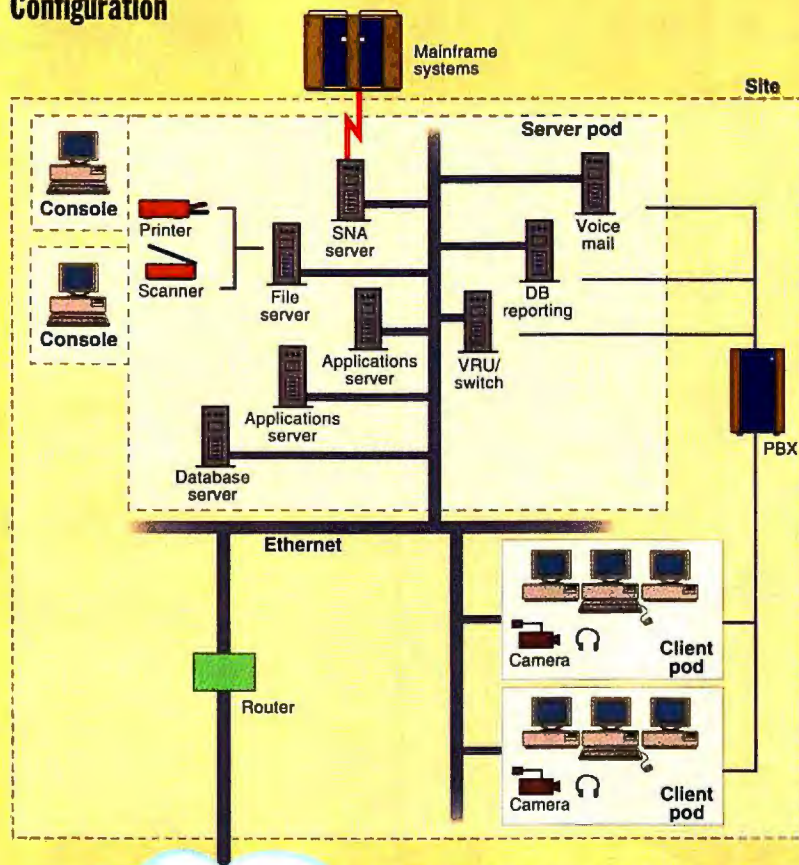 Configuration
Mainframe
systems
Site
Server pod
Console
Printer
SNA
server
Voice
mail
Console
Scanner
File
server
DB
reporting
Applications
server
VRU/
switch
Applications
server
PBX
Database
server
Ethernet
Camera
Client
pod
Router
Camera
Client
pod